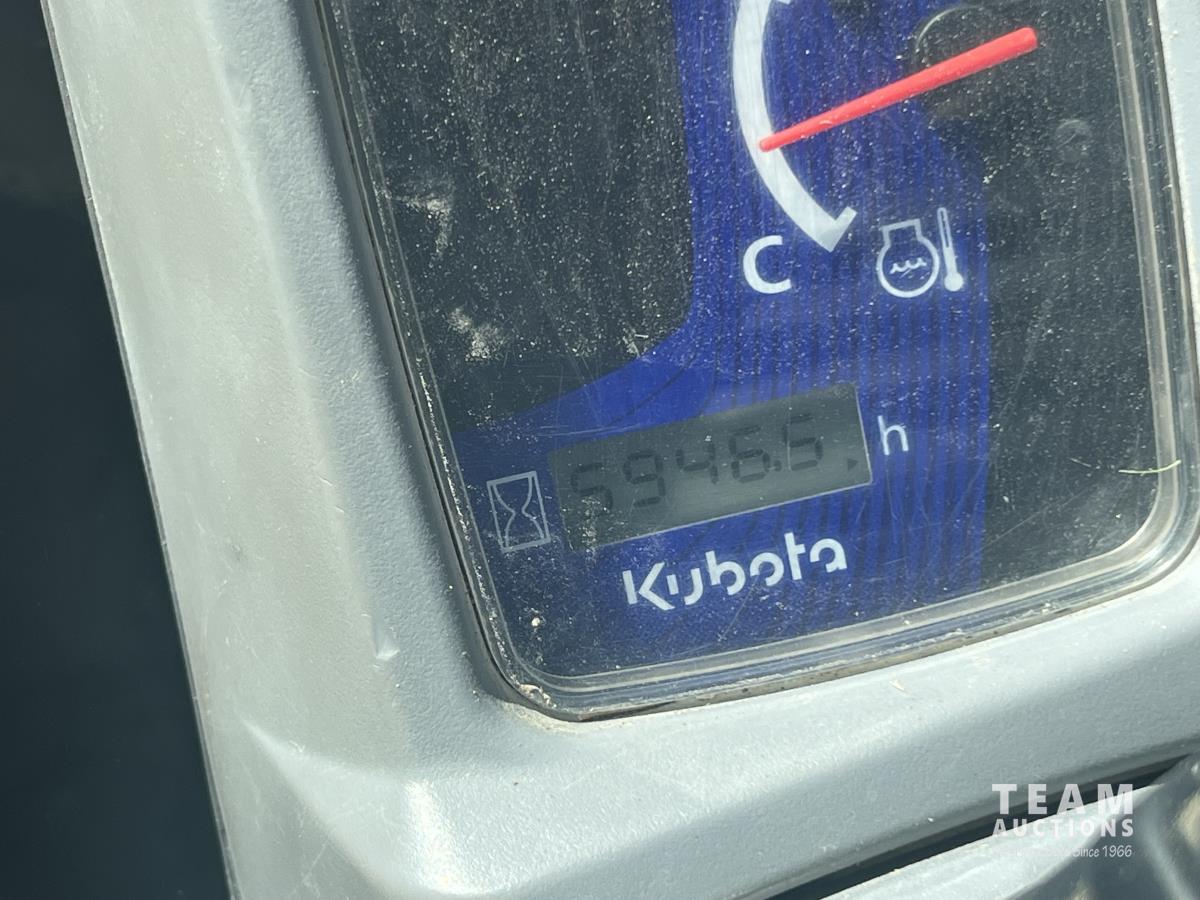 C
5946.5 h
Kubota
TEAM
AUCTIONS
Since 1966